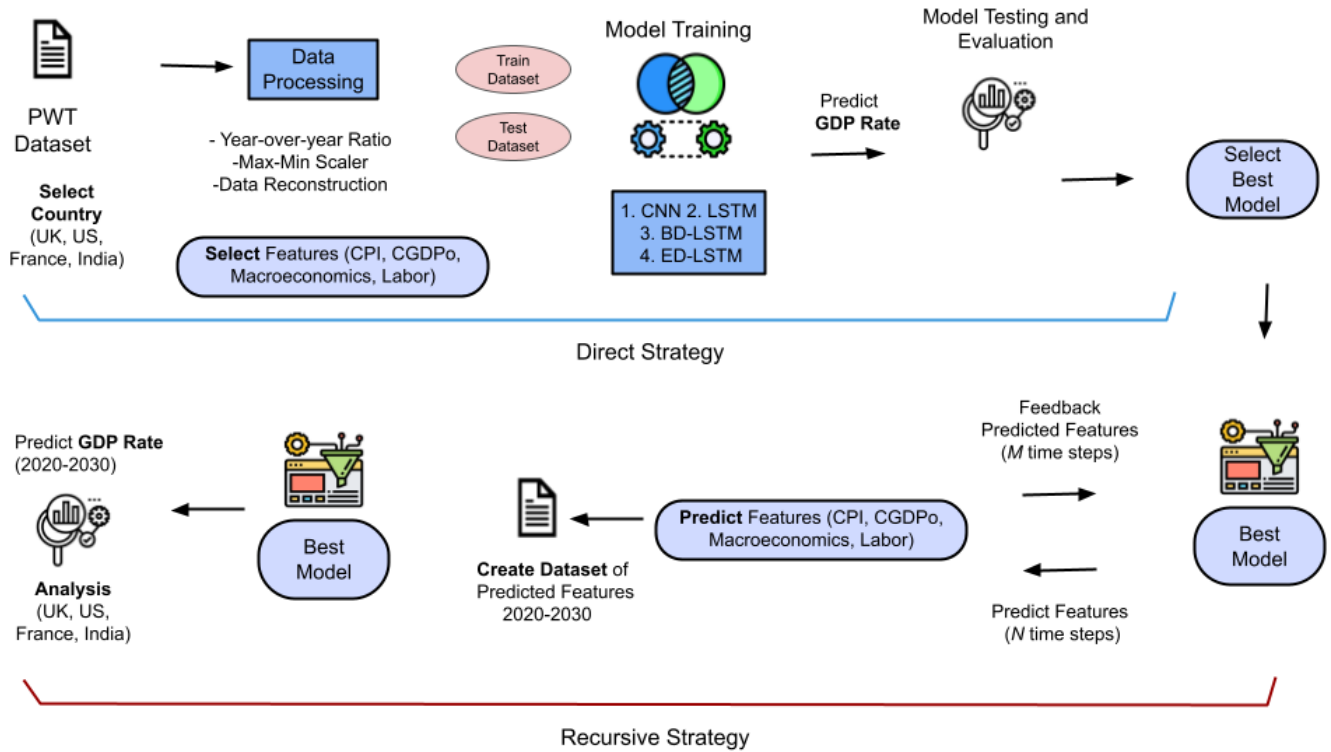 PWT
Dataset
Select
Country
(UK, US,
France, India)
Data
Processing
- Year-over-year Ratio
-Max-Min Scaler
-Data Reconstruction
Select Features (CPI, CGDPo,
Macroeconomics, Labor)
Train
Dataset
Test
Dataset
Model Training
1. CNN 2. LSTM
3. BD-LSTM
4. ED-LSTM
Predict
GDP Rate
Model Testing and
Evaluation
Select
Best
Model
Direct Strategy
Feedback
Predicted Features
(M time steps)
Best
Model
Predict Features
(N time steps)
Predict Features (CPI, CGDPo,
Macroeconomics, Labor)
Create Dataset of
Predicted Features
2020-2030
Best
Model
Predict GDP Rate
(2020-2030)
Analysis
(UK, US,
France, India)
Recursive Strategy